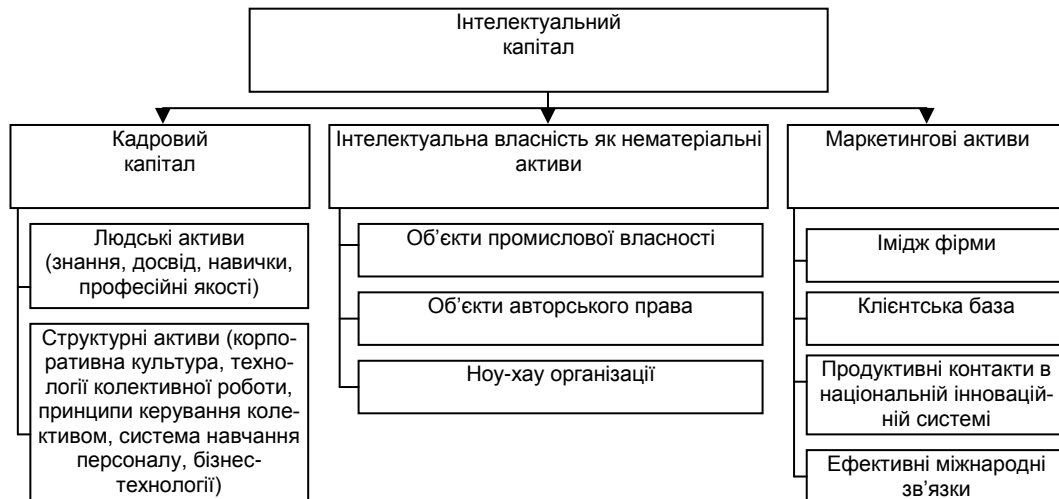 Інтелектуальний
капітал
Кадровий
капітал
Інтелектуальна власність як нематеріальні
активи
Маркетингові активи
Людські активи
(знання, досвід, навички,
професійні якості)
Структурні активи (корпо-
ративна культура, техно-
логії колективної роботи,
принципи керування коле-
ктивом, система навчання
персоналу, бізнес-
технології)
Об’єкти промислової власності
Об’єкти авторського права
Ноу-хау організації
Імідж фірми
Клієнтська база
Продуктивні контакти в
національній інновацій-
ній системі
Ефективні міжнародні
зв’язки